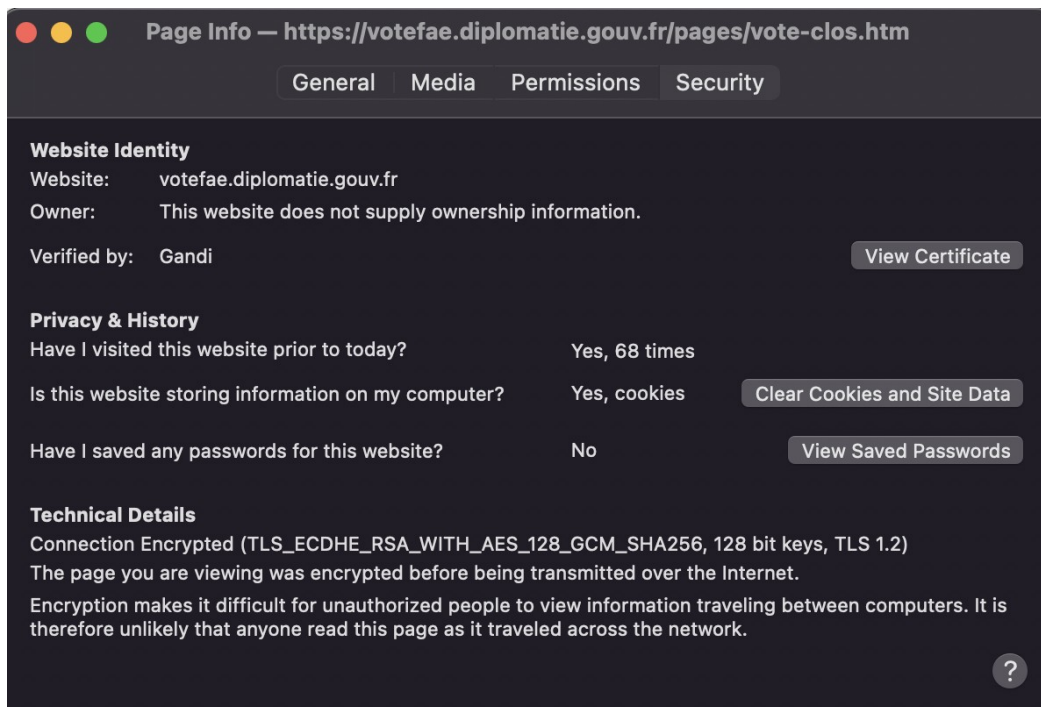 Page Info — https://votefae.diplomatie.gouv.fr/pages/vote-clos.htm
General Media Permissions Security
Website Identity
Website: votefae.diplomatie.gouv.fr
Owner: This website does not supply ownership information.
Verified by: Gandi View Certificate
Privacy & History
Have I visited this website prior to today? Yes, 68 times
Is this website storing information on my computer? Yes, cookies Clear Cookies and Site Data
Have I saved any passwords for this website? No View Saved Passwords
Technical Details
Connection Encrypted (TLS_ECDHE_RSA_WITH_AES_128_GCM_SHA256, 128 bit keys, TLS 1.2)
The page you are viewing was encrypted before being transmitted over the Internet.
Encryption makes it difficult for unauthorized people to view information traveling between computers. It is
therefore unlikely that anyone read this page as it traveled across the network.
?